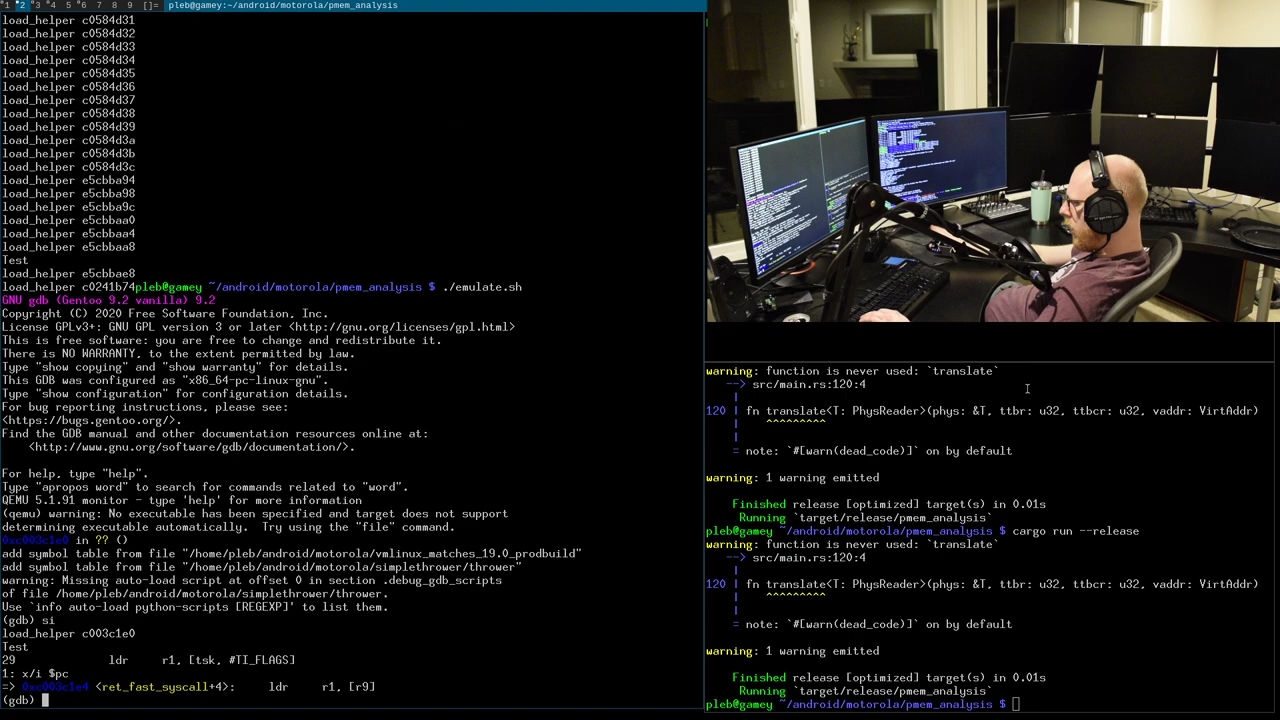 1 2 3 4 5 6 7 8 9 []= pleb@gamey:~/android/motorola/pmem_analysis
load_helper c0584d31
load_helper c0584d32
load_helper c0584d33
load_helper c0584d34
load_helper c0584d35
load_helper c0584d36
load_helper c0584d37
load_helper c0584d38
load_helper c0584d39
load_helper c0584d3a
load_helper c0584d3b
load_helper c0584d3c
load_helper e5cbba94
load_helper e5cbba98
load_helper e5cbba9c
load_helper e5cbbaa0
load_helper e5cbbaa4
load_helper e5cbbaa8
Test
load_helper e5cbbae8
load_helper c0241b74pleb@gamey ~/android/motorola/pmem_analysis $ ./emulate.sh
GNU gdb (Gentoo 9.2 vanilla) 9.2
Copyright (C) 2020 Free Software Foundation, Inc.
License GPLv3+: GNU GPL version 3 or later <http://gnu.org/licenses/gpl.html>
This is free software: you are free to change and redistribute it.
There is NO WARRANTY, to the extent permitted by law.
Type "show copying" and "show warranty" for details.
This GDB was configured as "x86_64-pc-linux-gnu".
Type "show configuration" for configuration details.
For bug reporting instructions, please see:
<https://bugs.gentoo.org/>.
Find the GDB manual and other documentation resources online at:
<http://www.gnu.org/software/gdb/documentation/>.
For help, type "help".
Type "apropos word" to search for commands related to "word".
QEMU 5.1.91 monitor - type 'help' for more information
(qemu) warning: No executable has been specified and target does not support
determining executable automatically.  Try using the "file" command.
0xc003c1e0 in ?? ()
add symbol table from file "/home/pleb/android/motorola/vmlinux_matches_19.0_prodbuild"
add symbol table from file "/home/pleb/android/motorola/simplethrower/thrower"
warning: Missing auto-load script at offset 0 in section .debug_gdb_scripts
of file /home/pleb/android/motorola/simplethrower/thrower.
Use `info auto-load python-scripts [REGEXP]' to list them.
(gdb) si
load_helper c003c1e0
Test
29 ldr r1, [tsk, #TI_FLAGS]
1: x/i $pc
=> 0xc003c1e4 <ret_fast_syscall+4>: ldr r1, [r9]
(gdb)
warning: function is never used: `translate`
--> src/main.rs:120:4
|
120 | fn translate<T: PhysReader>(phys: &T, ttbr: u32, ttbcr: u32, vaddr: VirtAddr)
| ^^^^^^^^^
|
= note: `#[warn(dead_code)]` on by default
warning: 1 warning emitted
Finished release [optimized] target(s) in 0.01s
Running `target/release/pmem_analysis`
pleb@gamey ~/android/motorola/pmem_analysis $ cargo run --release
warning: function is never used: `translate`
--> src/main.rs:120:4
|
120 | fn translate<T: PhysReader>(phys: &T, ttbr: u32, ttbcr: u32, vaddr: VirtAddr)
| ^^^^^^^^^
|
= note: `#[warn(dead_code)]` on by default
warning: 1 warning emitted
Finished release [optimized] target(s) in 0.01s
Running `target/release/pmem_analysis`
pleb@gamey ~/android/motorola/pmem_analysis $